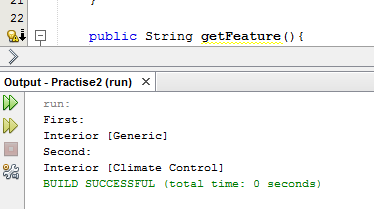 21 }
22
public String getFeature(){
Output - Practise2 (run) X
run:
First:
Interior [Generic]
Second:
Interior [Climate Control]
BUILD SUCCESSFUL (total time: 0 seconds)